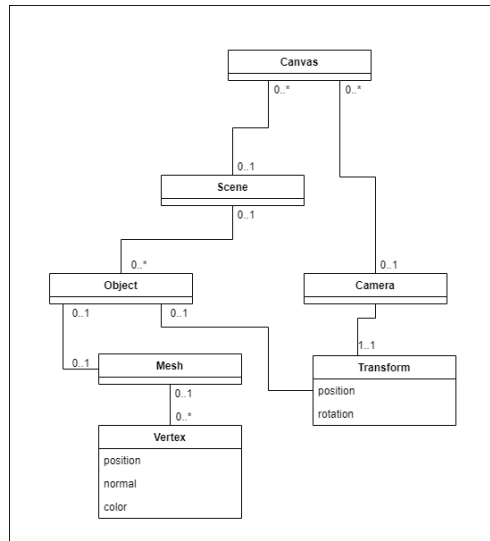 Canvas
0..*
0..*
0..1
Scene
0..1
0..*
0..1
Object
Camera
0..1
0..1
1..1
0..1
Mesh
Transform
0..1
position
0..*
rotation
Vertex
position
normal
color